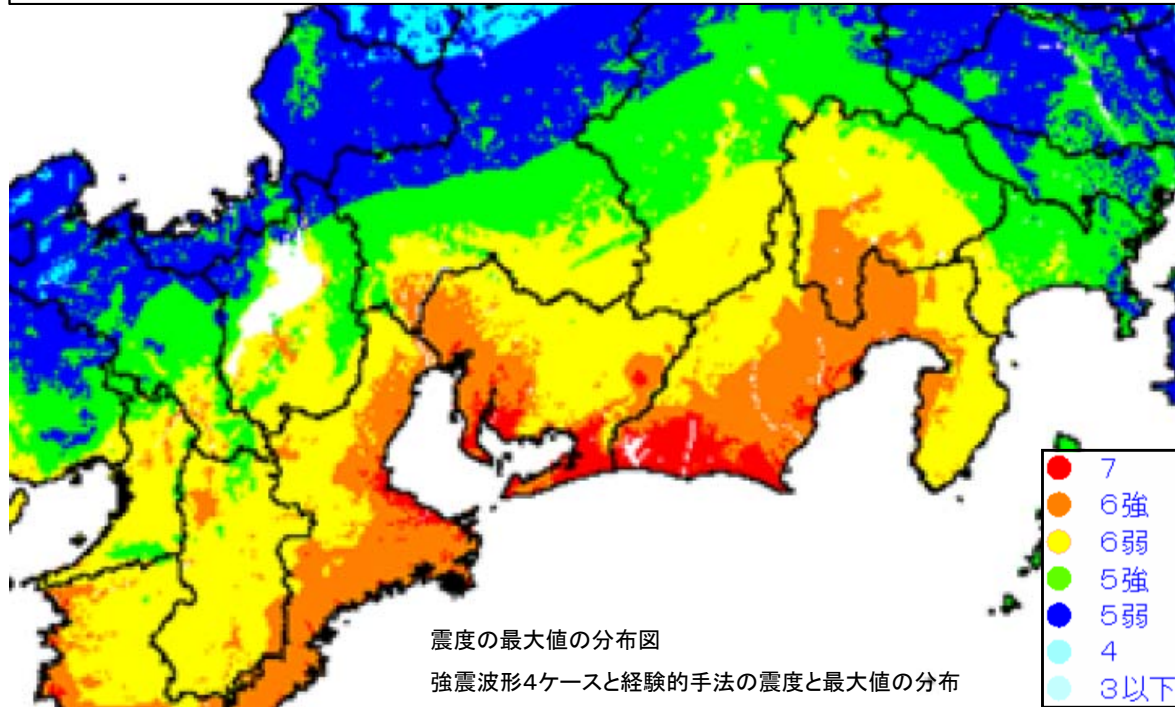 震度の最大値の分布図
強震波形４ケースと経験的手法の震度と最大値の分布
7
6強
6弱
5強
5弱
4
3以下